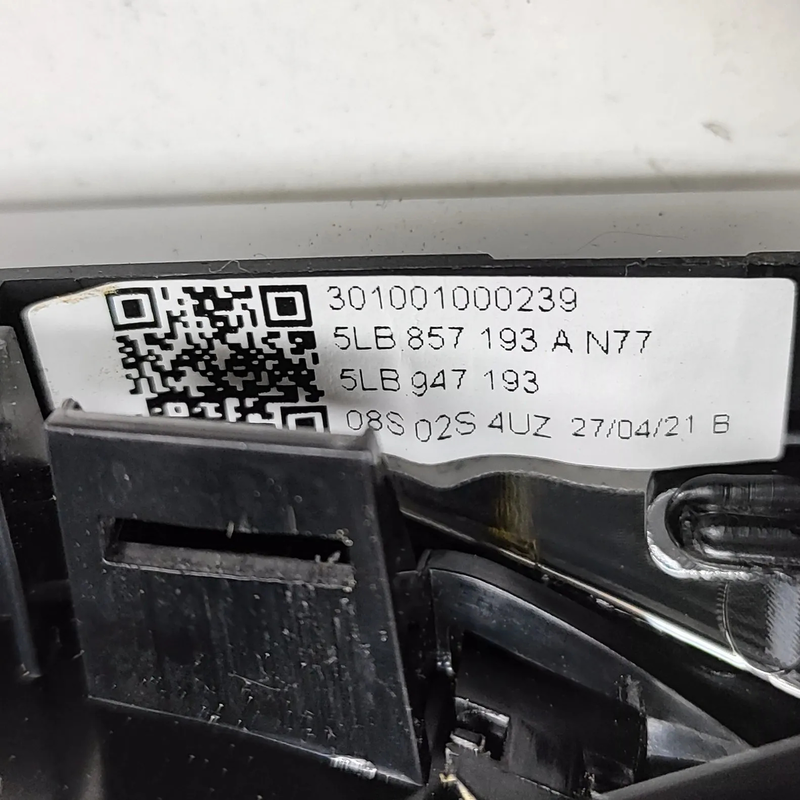 301001000239
5LB 857 193 A N77
5LB 947 193
08S 02S 4UZ 27/04/21 B